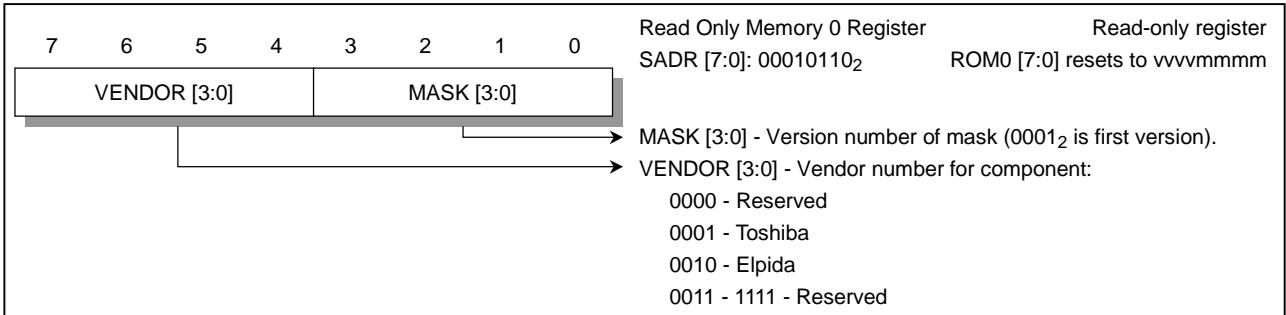 7 6 5 4 3 2 1 0
VENDOR [3:0] MASK [3:0]
Read Only Memory 0 Register Read-only register
SADR [7:0]: 00010110₂ ROM0 [7:0] resets to vvvvmmmm
MASK [3:0] - Version number of mask (0001₂ is first version).
VENDOR [3:0] - Vendor number for component:
0000 - Reserved
0001 - Toshiba
0010 - Elpida
0011 - 1111 - Reserved